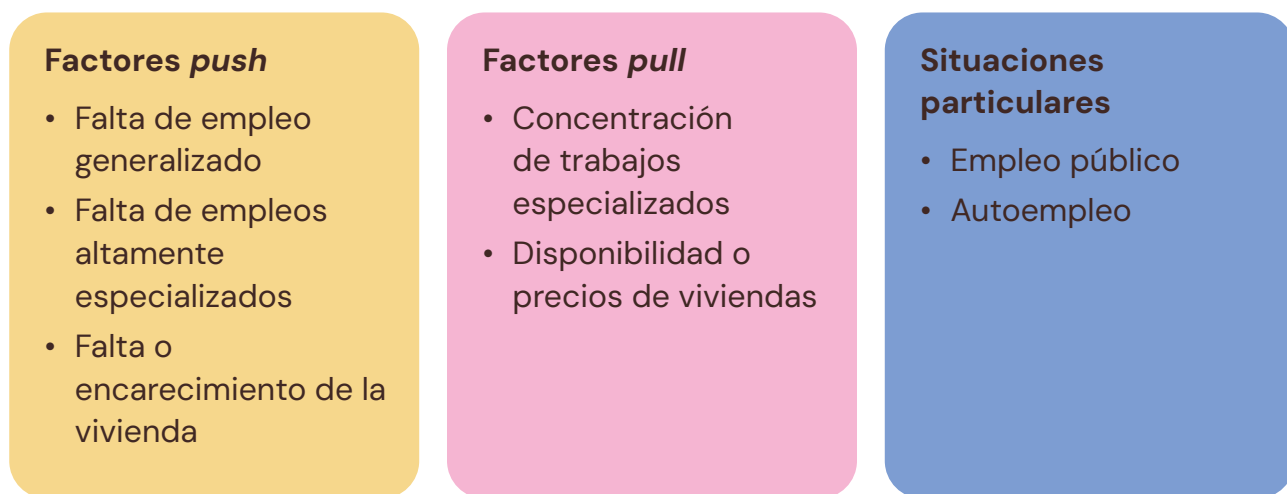 Factores push
• Falta de empleo
generalizado
• Falta de empleos
altamente
especializados
• Falta o
encarecimiento de la
vivienda
Factores pull
• Concentración
de trabajos
especializados
• Disponibilidad o
precios de viviendas
Situaciones
particulares
• Empleo público
• Autoempleo